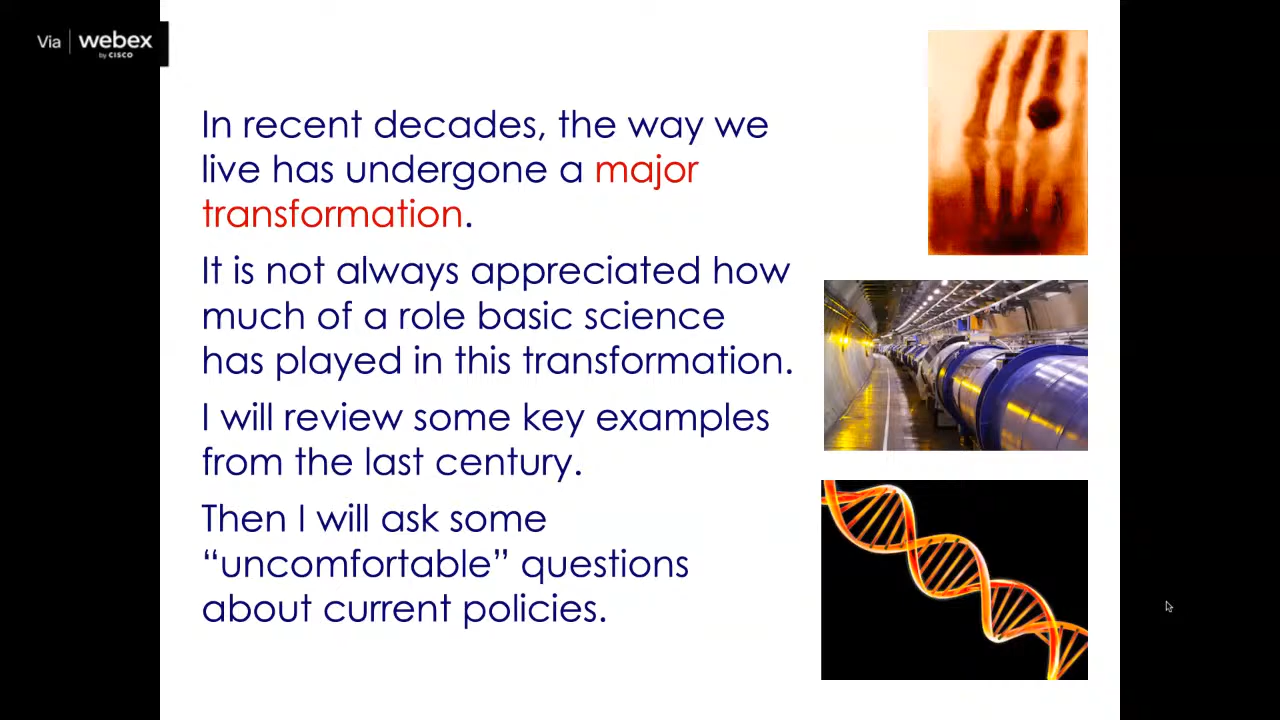 Via webex
by CISCO
In recent decades, the way we
live has undergone a major
transformation.
It is not always appreciated how
much of a role basic science
has played in this transformation.
I will review some key examples
from the last century.
Then I will ask some
“uncomfortable” questions
about current policies.